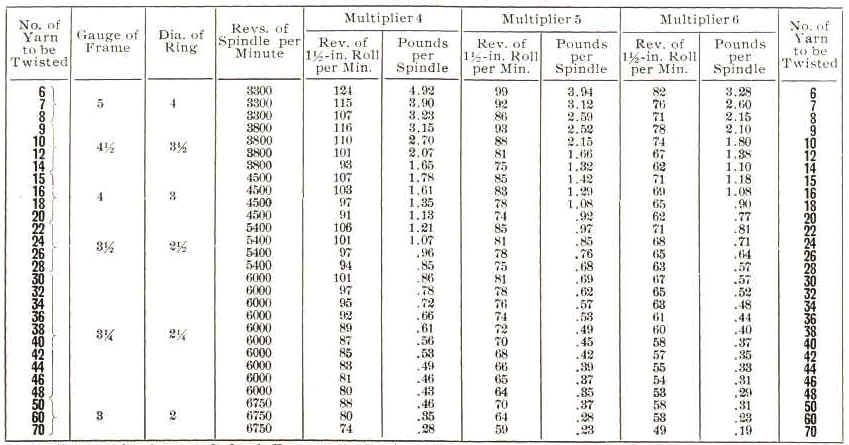 No. of Yarn to be Twisted | Gauge of Frame | Dia. of Ring | Revs. of Spindle per Minute | Multiplier 4 | Multiplier 5 | Multiplier 6 | No. of Yarn to be Twisted
Rev. of 1½-in. Roll per Min. | Pounds per Spindle | Rev. of 1½-in. Roll per Min. | Pounds per Spindle | Rev. of 1½-in. Roll per Min. | Pounds per Spindle
6 3300 124 4.92 99 3.94 82 3.28 6
7 5 4 3300 115 3.90 92 3.12 76 2.60 7
8 3300 107 3.23 86 2.59 71 2.15 8
9 3800 116 3.15 93 2.52 78 2.10 9
10 4½ 3½ 3800 110 2.70 88 2.15 74 1.80 10
12 3800 101 2.07 81 1.66 67 1.38 12
14 3800 93 1.65 75 1.32 62 1.10 14
15 4500 107 1.78 85 1.42 71 1.18 15
16 4 3 4500 103 1.61 83 1.29 69 1.08 16
18 4500 97 1.35 78 1.08 65 .90 18
20 4500 91 1.13 74 .92 62 .77 20
22 5400 106 1.21 85 .97 71 .81 22
24 3½ 2½ 5400 101 1.07 81 .85 68 .71 24
26 5400 97 .96 78 .76 65 .64 26
28 5400 94 .85 75 .68 63 .57 28
30 6000 101 .86 81 .69 67 .57 30
32 6000 97 .78 78 .62 65 .52 32
34 6000 95 .72 76 .57 63 .48 34
36 6000 92 .66 74 .53 61 .44 36
38 3¼ 2¼ 6000 89 .61 72 .49 60 .40 38
40 6000 87 .56 70 .45 58 .37 40
42 6000 85 .53 68 .42 57 .35 42
44 6000 83 .49 66 .39 55 .33 44
46 6000 81 .46 65 .37 54 .31 46
48 6000 80 .43 64 .35 53 .29 48
50 6750 88 .46 70 .37 58 .31 50
60 3 2 6750 80 .35 64 .28 53 .23 60
70 6750 74 .28 59 .23 49 .19 70